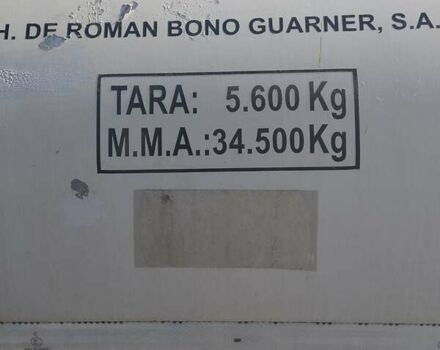 H. DE ROMAN BONO GUARNER, S.A.
TARA: 5.600 Kg
M.M.A.:34.500Kg